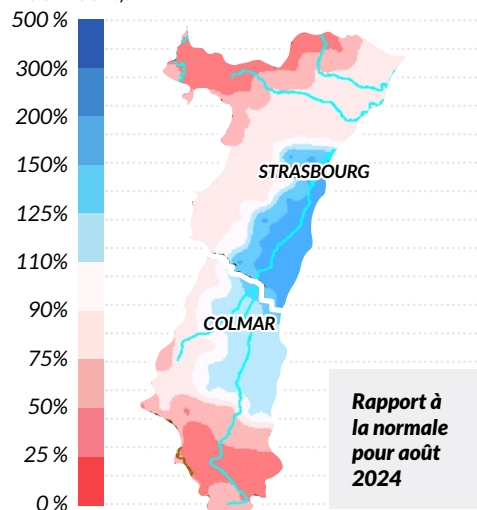 500 %
300%
200 %
150 %
125 %
110 %
90 %
75 %
50 %
25 %
0 %
STRASBOURG
COLMAR
Rapport à
la normale
pour août
2024